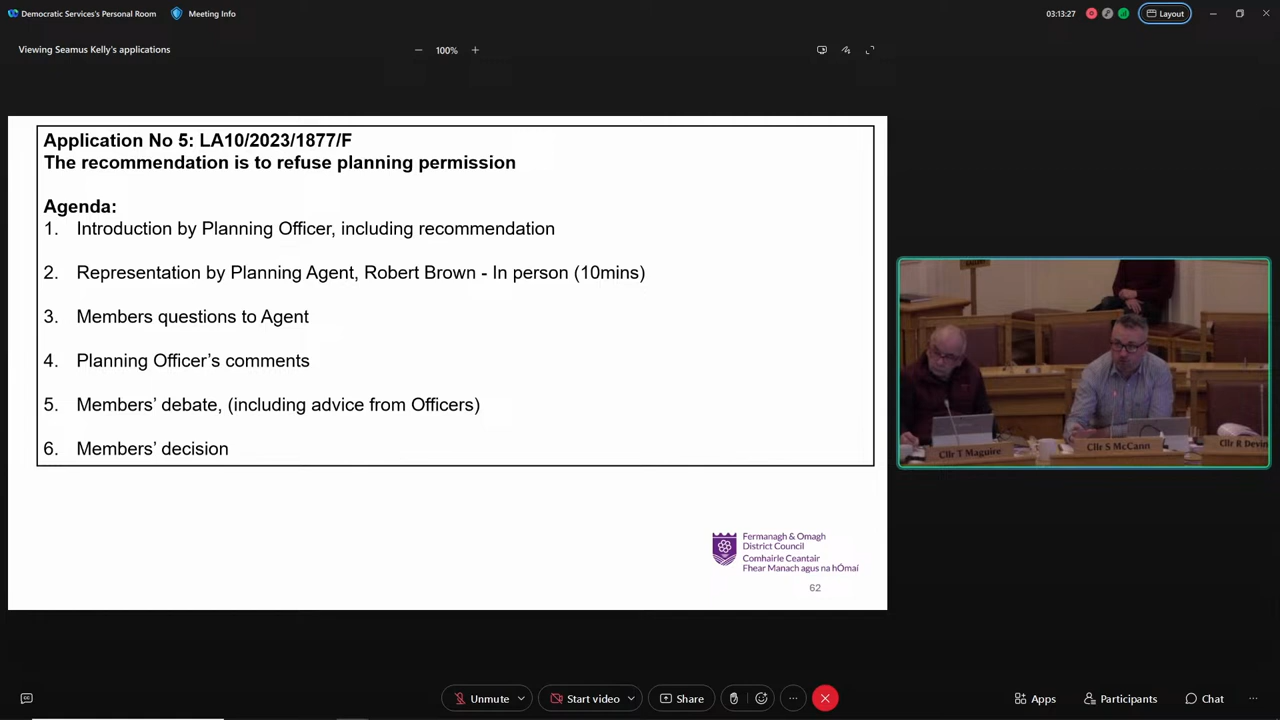 Democratic Services's Personal Room
Meeting Info
03:13:27
Layout
Viewing Seamus Kelly's applications
100%
Application No 5: LA10/2023/1877/F
The recommendation is to refuse planning permission
Agenda:
1. Introduction by Planning Officer, including recommendation
2. Representation by Planning Agent, Robert Brown - In person (10mins)
3. Members questions to Agent
4. Planning Officer's comments
5. Members' debate, (including advice from Officers)
6. Members' decision
Fermanagh & Omagh
District Council
Comhairle Ceantair
Fhear Manach agus na hÓmaí
62
Cllr T Maguire
Cllr S McCann
Cllr R Devin
Unmute
Start video
Share
Apps
Participants
Chat